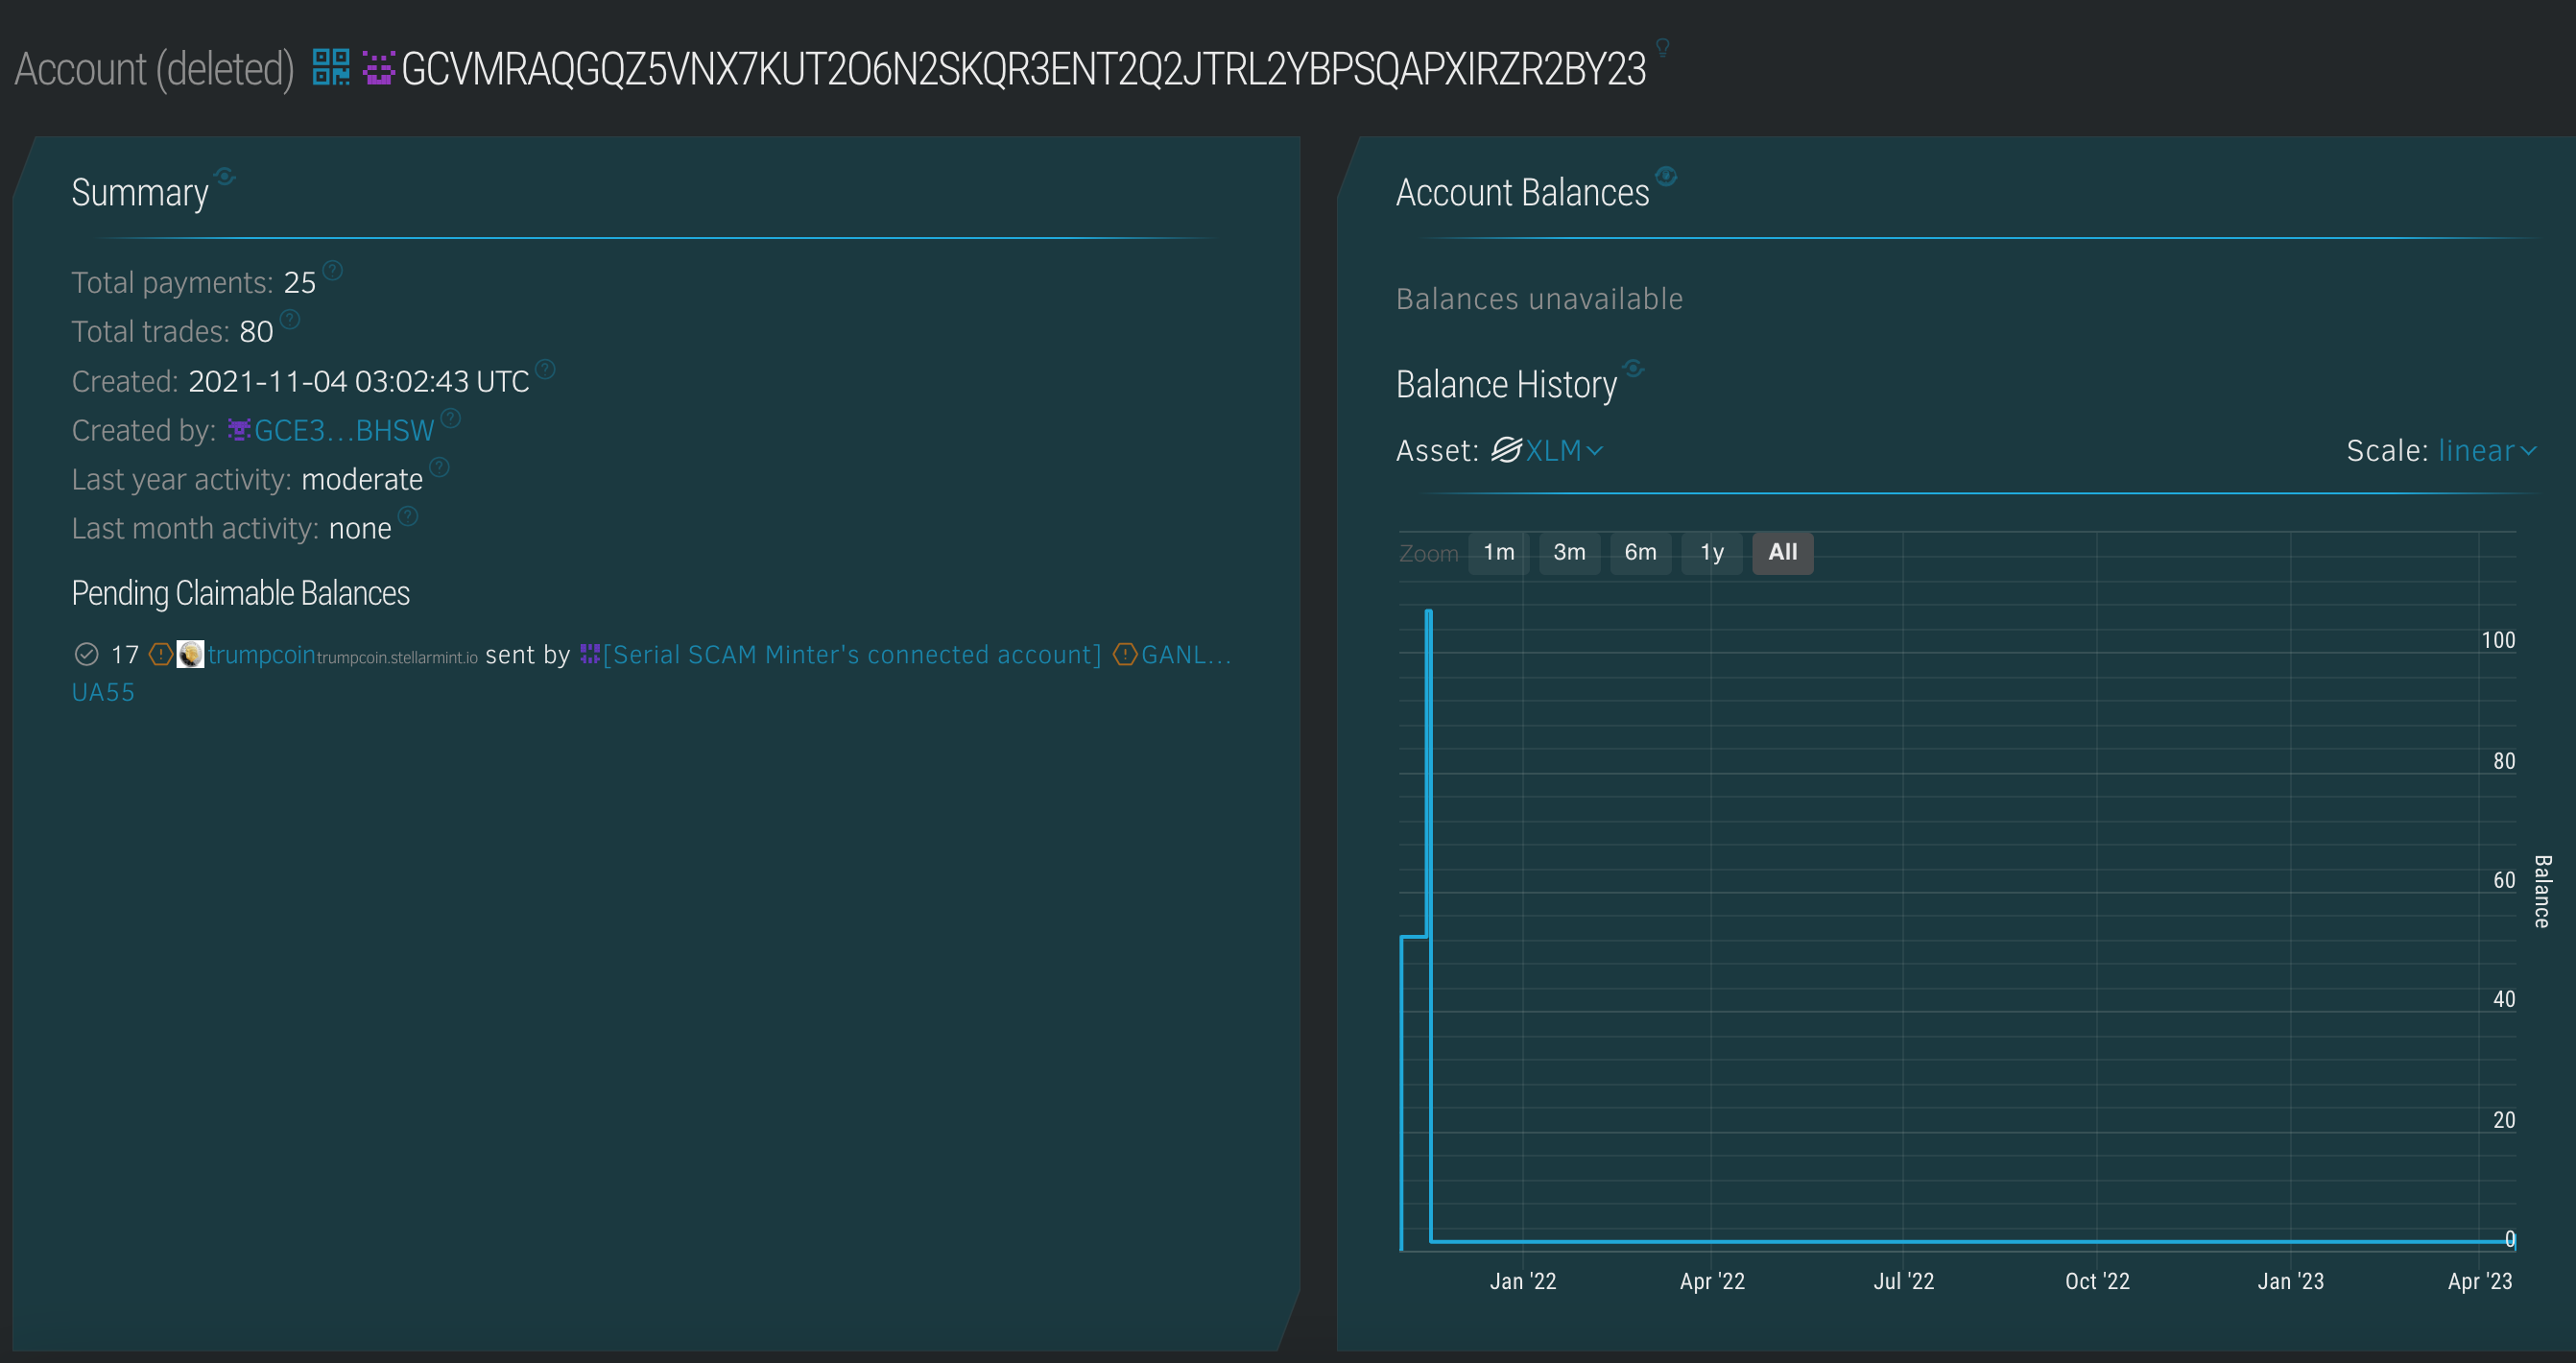 Account (deleted) GCVMRAQGQZ5VNX7KUT2O6N2SKQR3ENT2Q2JTRL2YBPSQAPXIRZR2BY23
Summary
Total payments: 25
Total trades: 80
Created: 2021-11-04 03:02:43 UTC
Created by: GCE3…BHSW
Last year activity: moderate
Last month activity: none
Pending Claimable Balances
17 trumpcoin trumpcoin.stellarmint.io sent by [Serial SCAM Minter's connected account] GANL…
UA55
Account Balances
Balances unavailable
Balance History
Asset: XLM Scale: linear
Zoom 1m 3m 6m 1y All
100
80
60
40
20
0
Balance
Jan '22 Apr '22 Jul '22 Oct '22 Jan '23 Apr '23